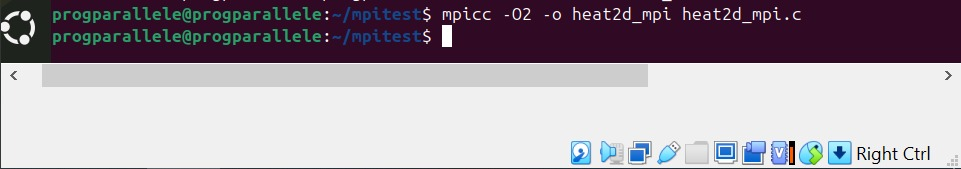 progparallele@progparallele:~/mpitest$ mpicc -O2 -o heat2d_mpi heat2d_mpi.c
progparallele@progparallele:~/mpitest$
Right Ctrl